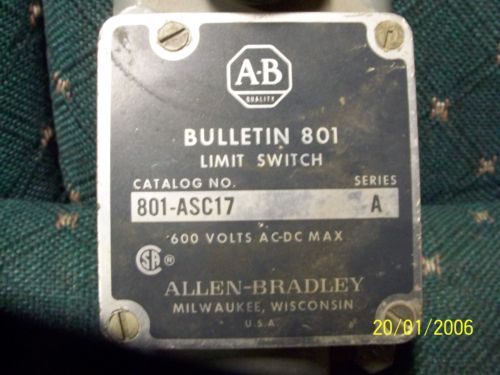 A-B
QUALITY
BULLETIN 801
LIMIT SWITCH
CATALOG NO. SERIES
801-ASC17 A
600 VOLTS AC-DC MAX
SA ®
ALLEN-BRADLEY
MILWAUKEE, WISCONSIN
U.S.A.
20/01/2006